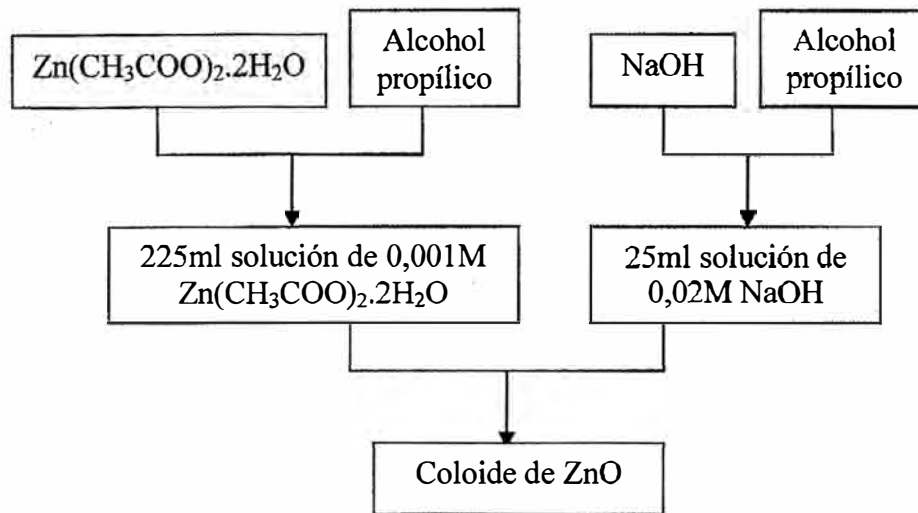 Zn(CH₃COO)₂.2H₂O
Alcohol
propílico
NaOH
Alcohol
propílico
225ml solución de 0,001M
Zn(CH₃COO)₂.2H₂O
25ml solución de
0,02M NaOH
Coloide de ZnO